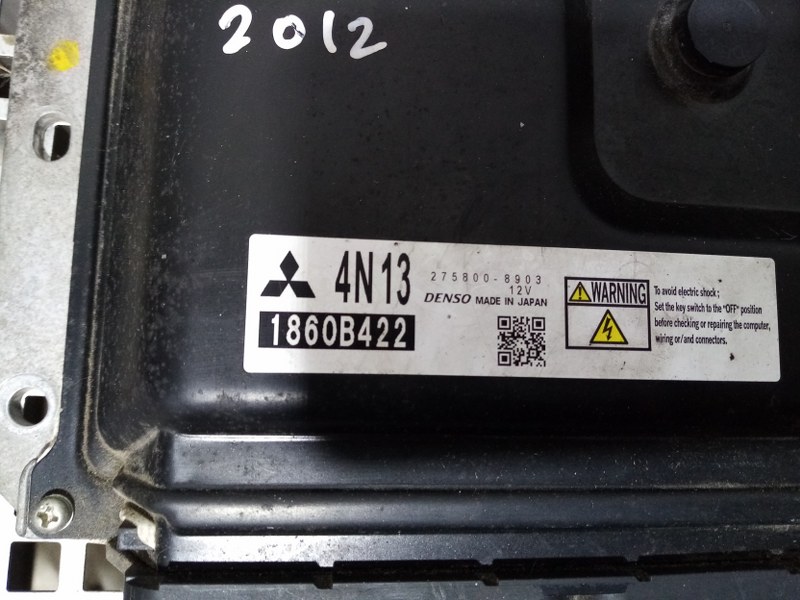 2012
4N13
275800-8903
12V
DENSO MADE IN JAPAN
1860B422
WARNING
To avoid electric shock;
Set the key switch to the "OFF" position
before checking or repairing the computer,
wiring or/and connectors.